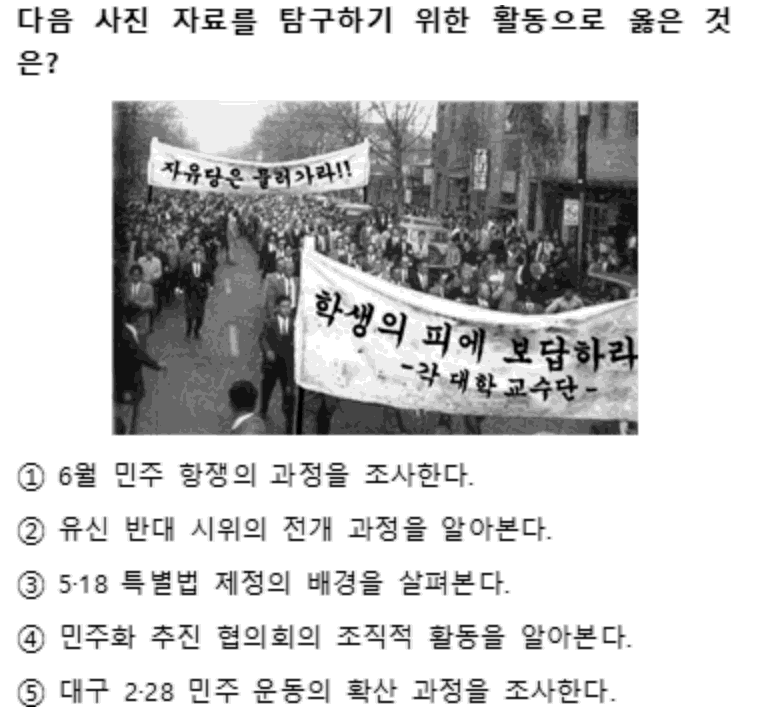 다음 사진 자료를 탐구하기 위한 활동으로 옳은 것
은?
자유당은 물러가라!!
학생의 피에 보답하라
-각 대학 교수단-
① 6월 민주 항쟁의 과정을 조사한다.
② 유신 반대 시위의 전개 과정을 알아본다.
③ 5·18 특별법 제정의 배경을 살펴본다.
④ 민주화 추진 협의회의 조직적 활동을 알아본다.
⑤ 대구 2·28 민주 운동의 확산 과정을 조사한다.